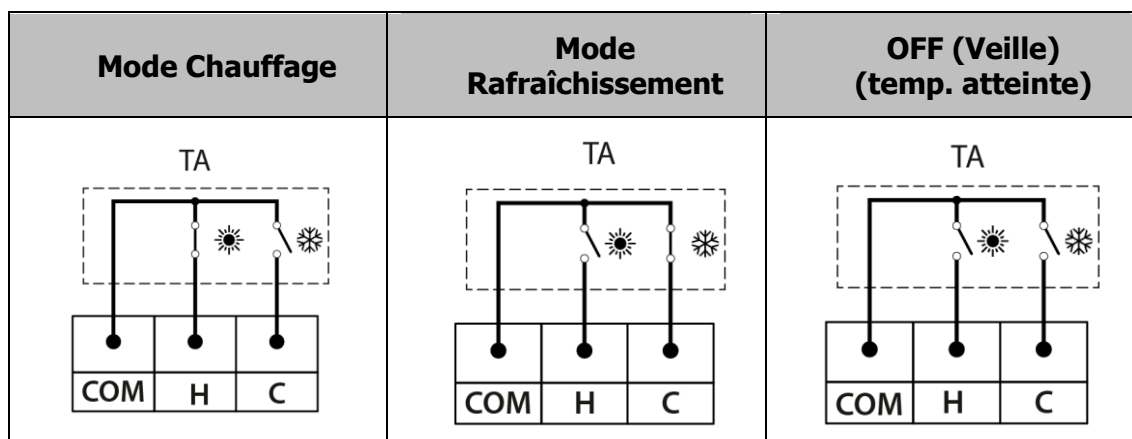 Mode Chauffage
Mode
Rafraîchissement
OFF (Veille)
(temp. atteinte)
TA
COM H C
TA
COM H C
TA
COM H C